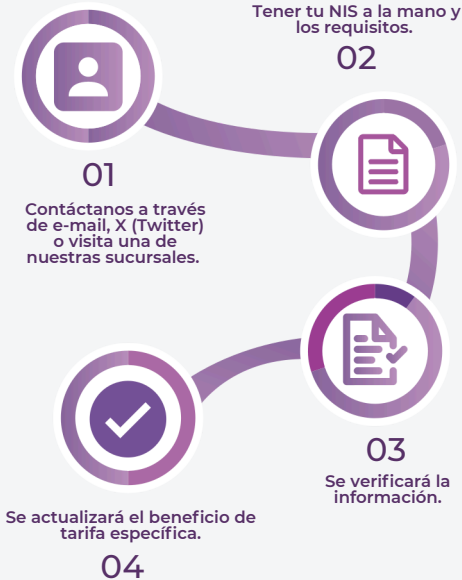 01
Contáctanos a través
de e-mail, X (Twitter)
o visita una de
nuestras sucursales.
Tener tu NIS a la mano y
los requisitos.
02
03
Se verificará la
información.
Se actualizará el beneficio de
tarifa específica.
04